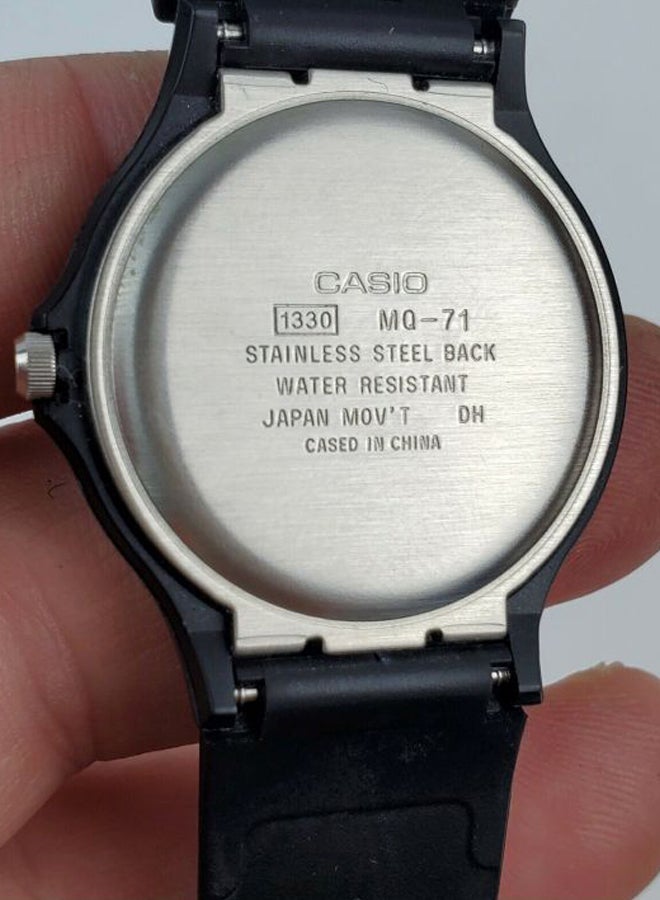 CASIO
1330 MQ-71
STAINLESS STEEL BACK
WATER RESISTANT
JAPAN MOV'T DH
CASED IN CHINA